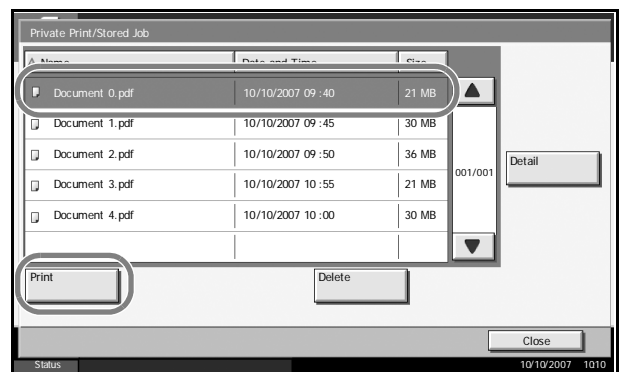 Private Print/Stored Job
Name Date and Time Size
Document 0.pdf 10/10/2007 09:40 21 MB
Document 1.pdf 10/10/2007 09:45 30 MB
Document 2.pdf 10/10/2007 09:50 36 MB
Document 3.pdf 10/10/2007 10:55 21 MB
Document 4.pdf 10/10/2007 10:00 30 MB
001/001
Detail
Print Delete
Close
Status 10/10/2007 1010